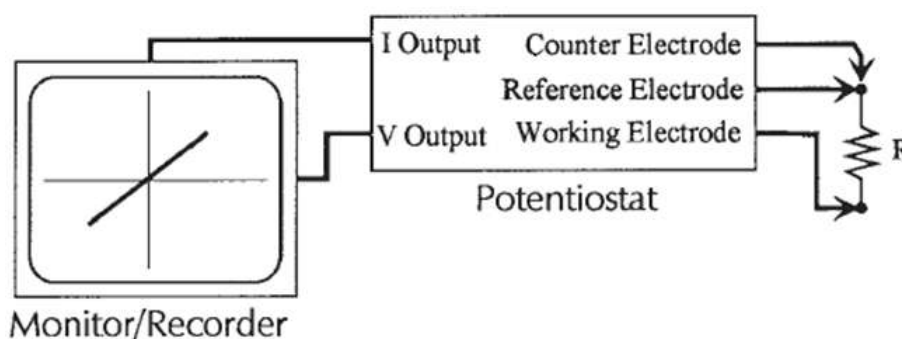 I Output
Counter Electrode
Reference Electrode
V Output
Working Electrode
R
Potentiostat
Monitor/Recorder